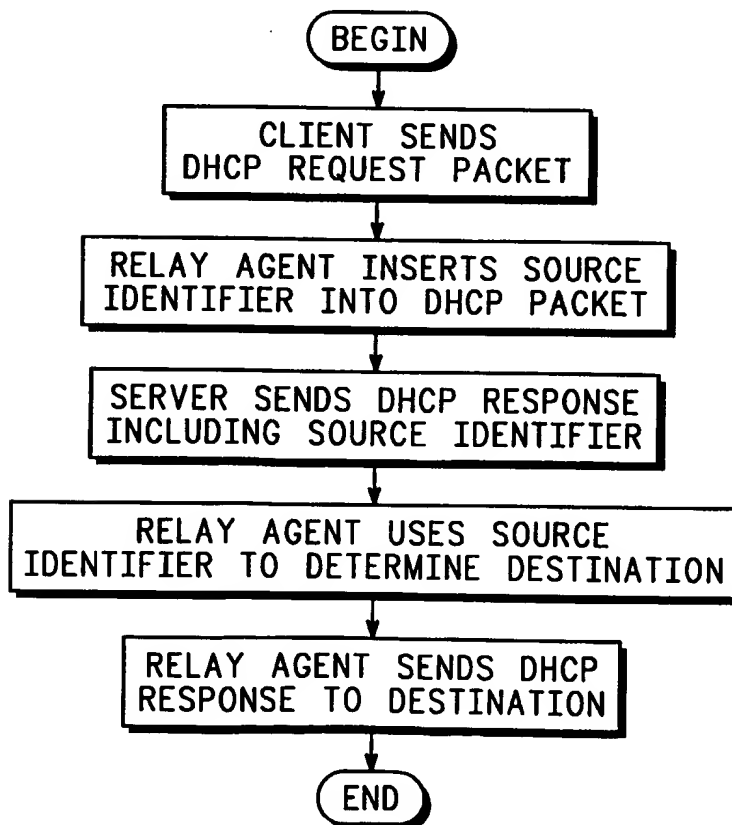 BEGIN
CLIENT SENDS
DHCP REQUEST PACKET
RELAY AGENT INSERTS SOURCE
IDENTIFIER INTO DHCP PACKET
SERVER SENDS DHCP RESPONSE
INCLUDING SOURCE IDENTIFIER
RELAY AGENT USES SOURCE
IDENTIFIER TO DETERMINE DESTINATION
RELAY AGENT SENDS DHCP
RESPONSE TO DESTINATION
END